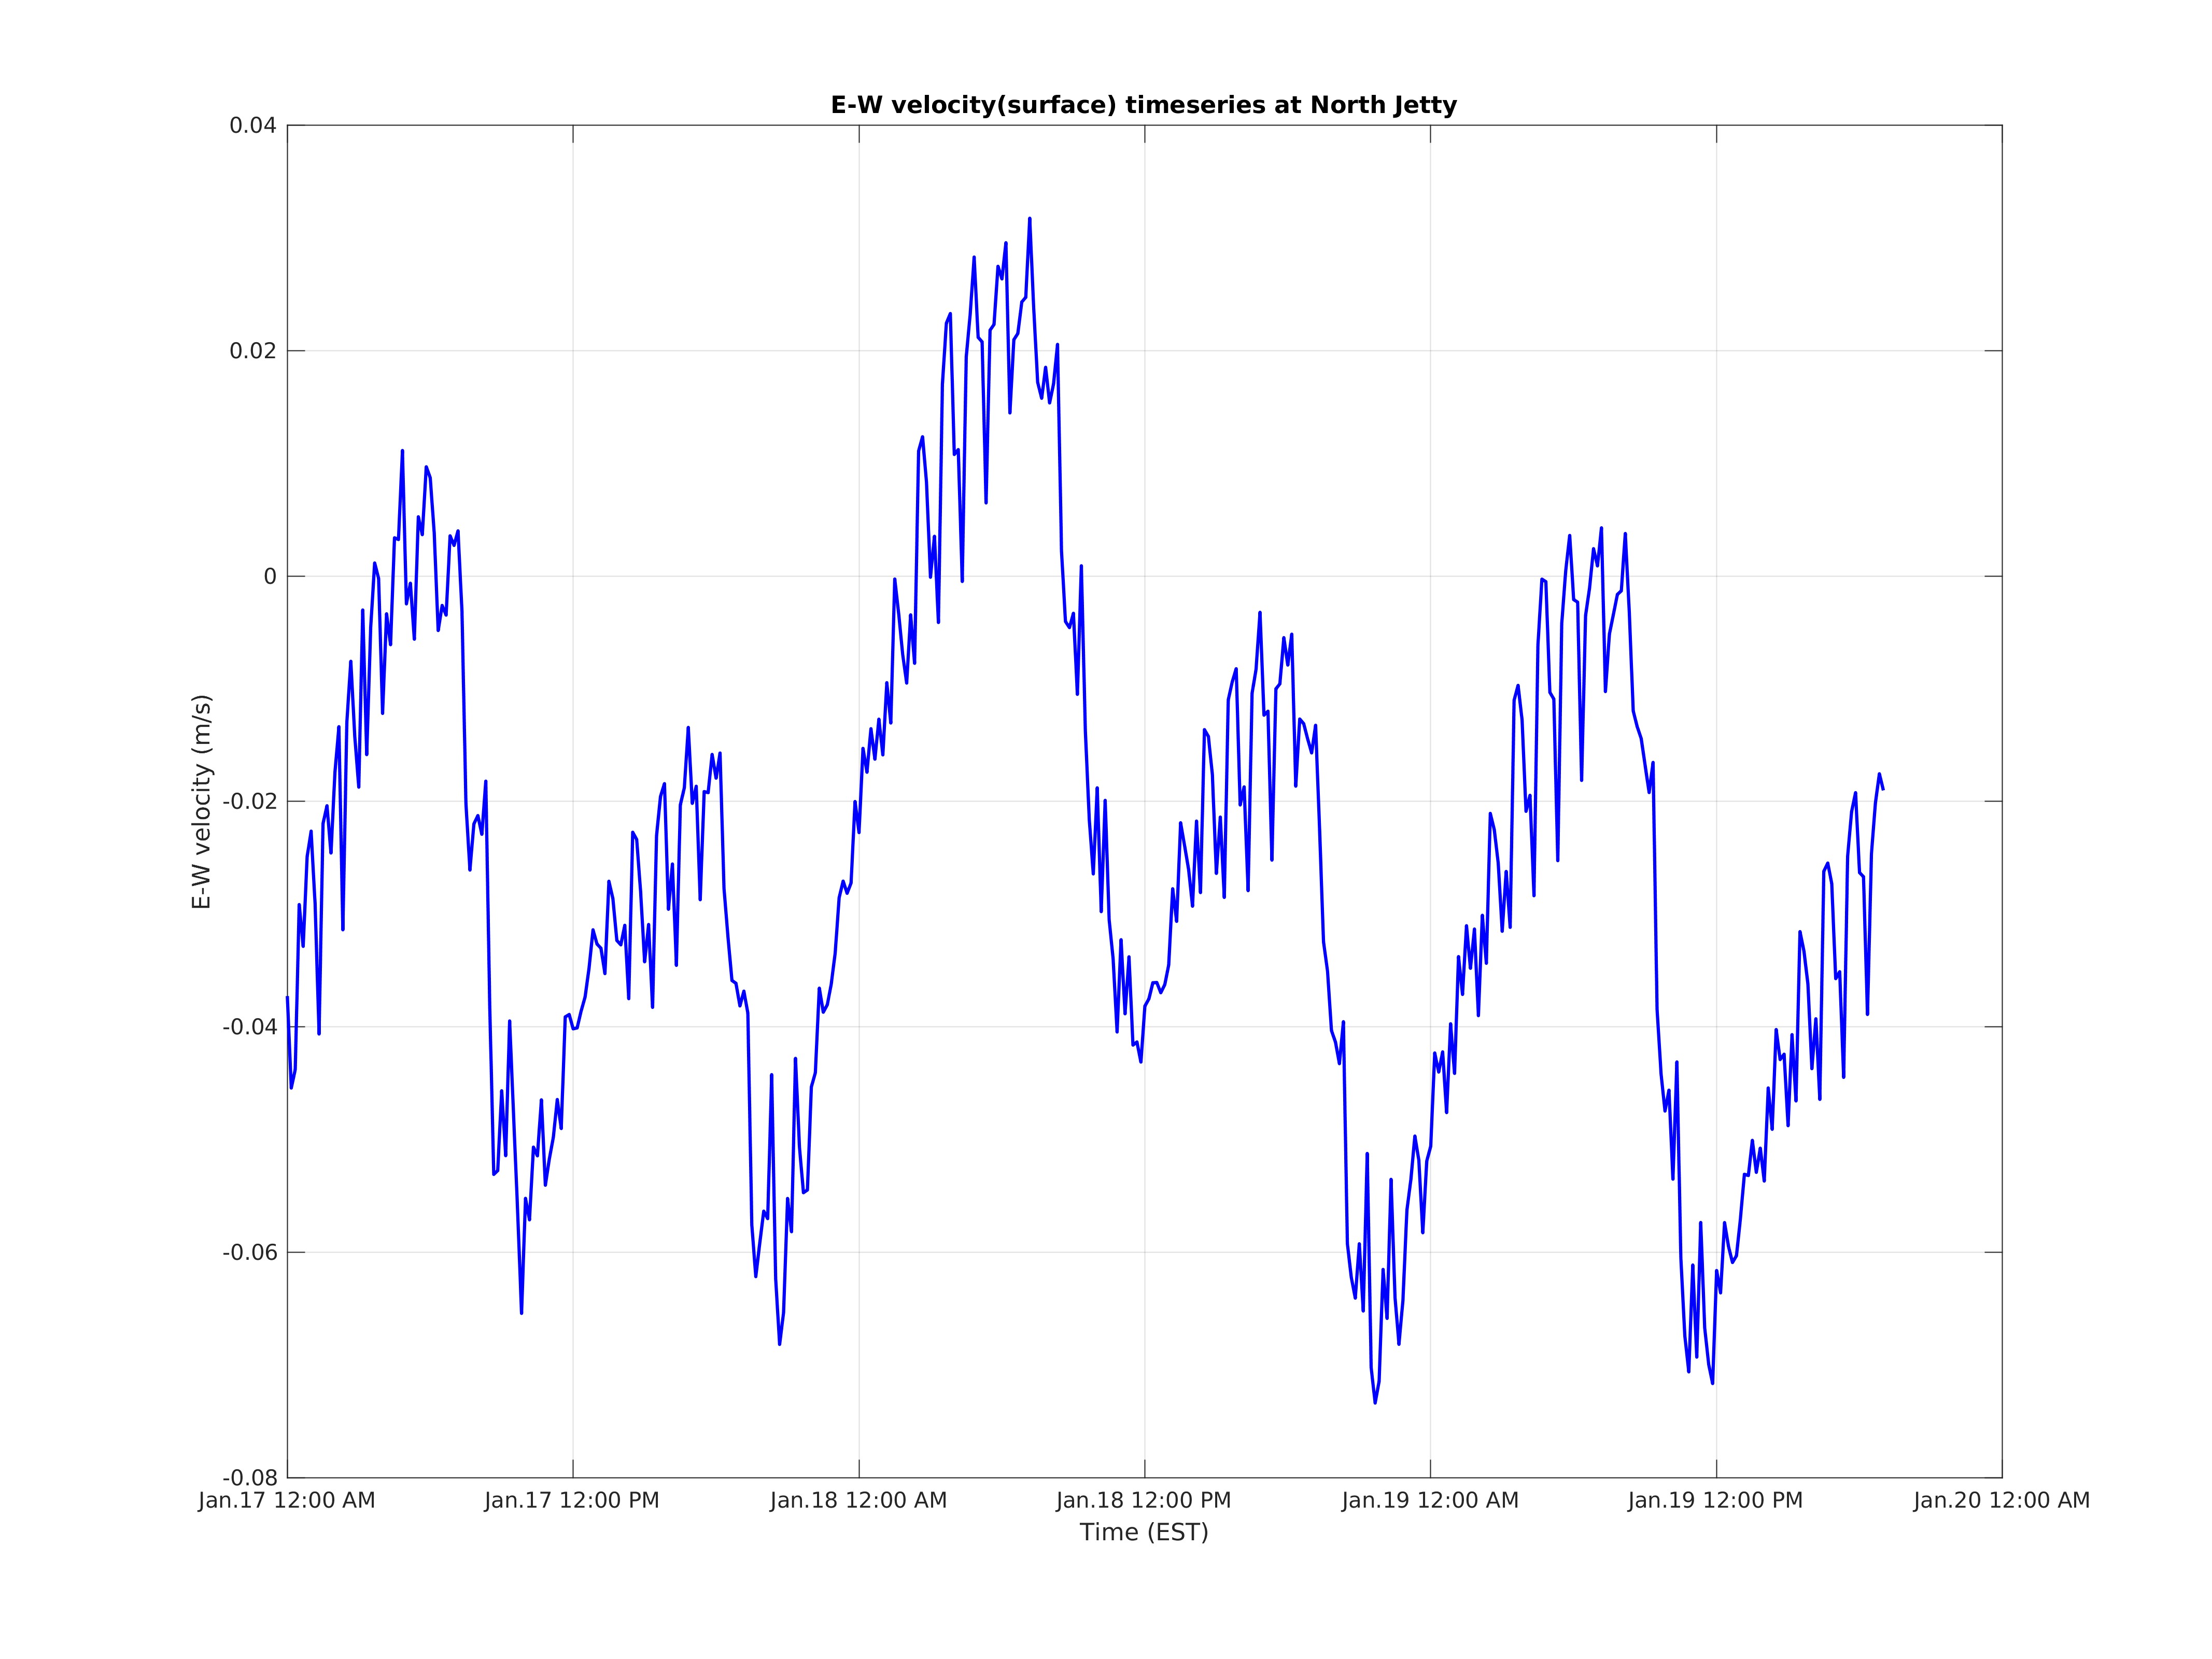 E-W velocity(surface) timeseries at North Jetty
0.04
0.02
0
-0.02
-0.04
-0.06
-0.08
E-W velocity (m/s)
Jan.17 12:00 AM
Jan.17 12:00 PM
Jan.18 12:00 AM
Jan.18 12:00 PM
Jan.19 12:00 AM
Jan.19 12:00 PM
Jan.20 12:00 AM
Time (EST)